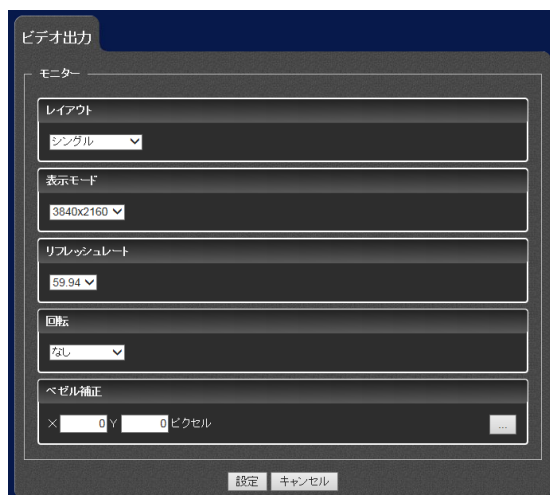 ビデオ出力
モニター
レイアウト
シングル
表示モード
3840x2160
リフレッシュレート
59.94
回転
なし
ベゼル補正
X 0 Y 0 ピクセル ...
設定 キャンセル